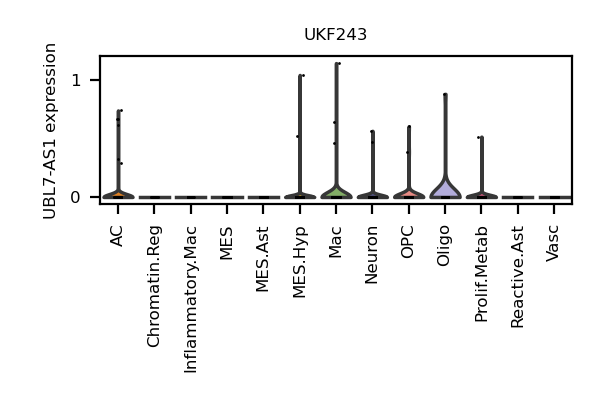 UKF243
UBL7-AS1 expression
1
0
AC
Chromatin.Reg
Inflammatory.Mac
MES
MES.Ast
MES.Hyp
Mac
Neuron
OPC
Oligo
Prolif.Metab
Reactive.Ast
Vasc